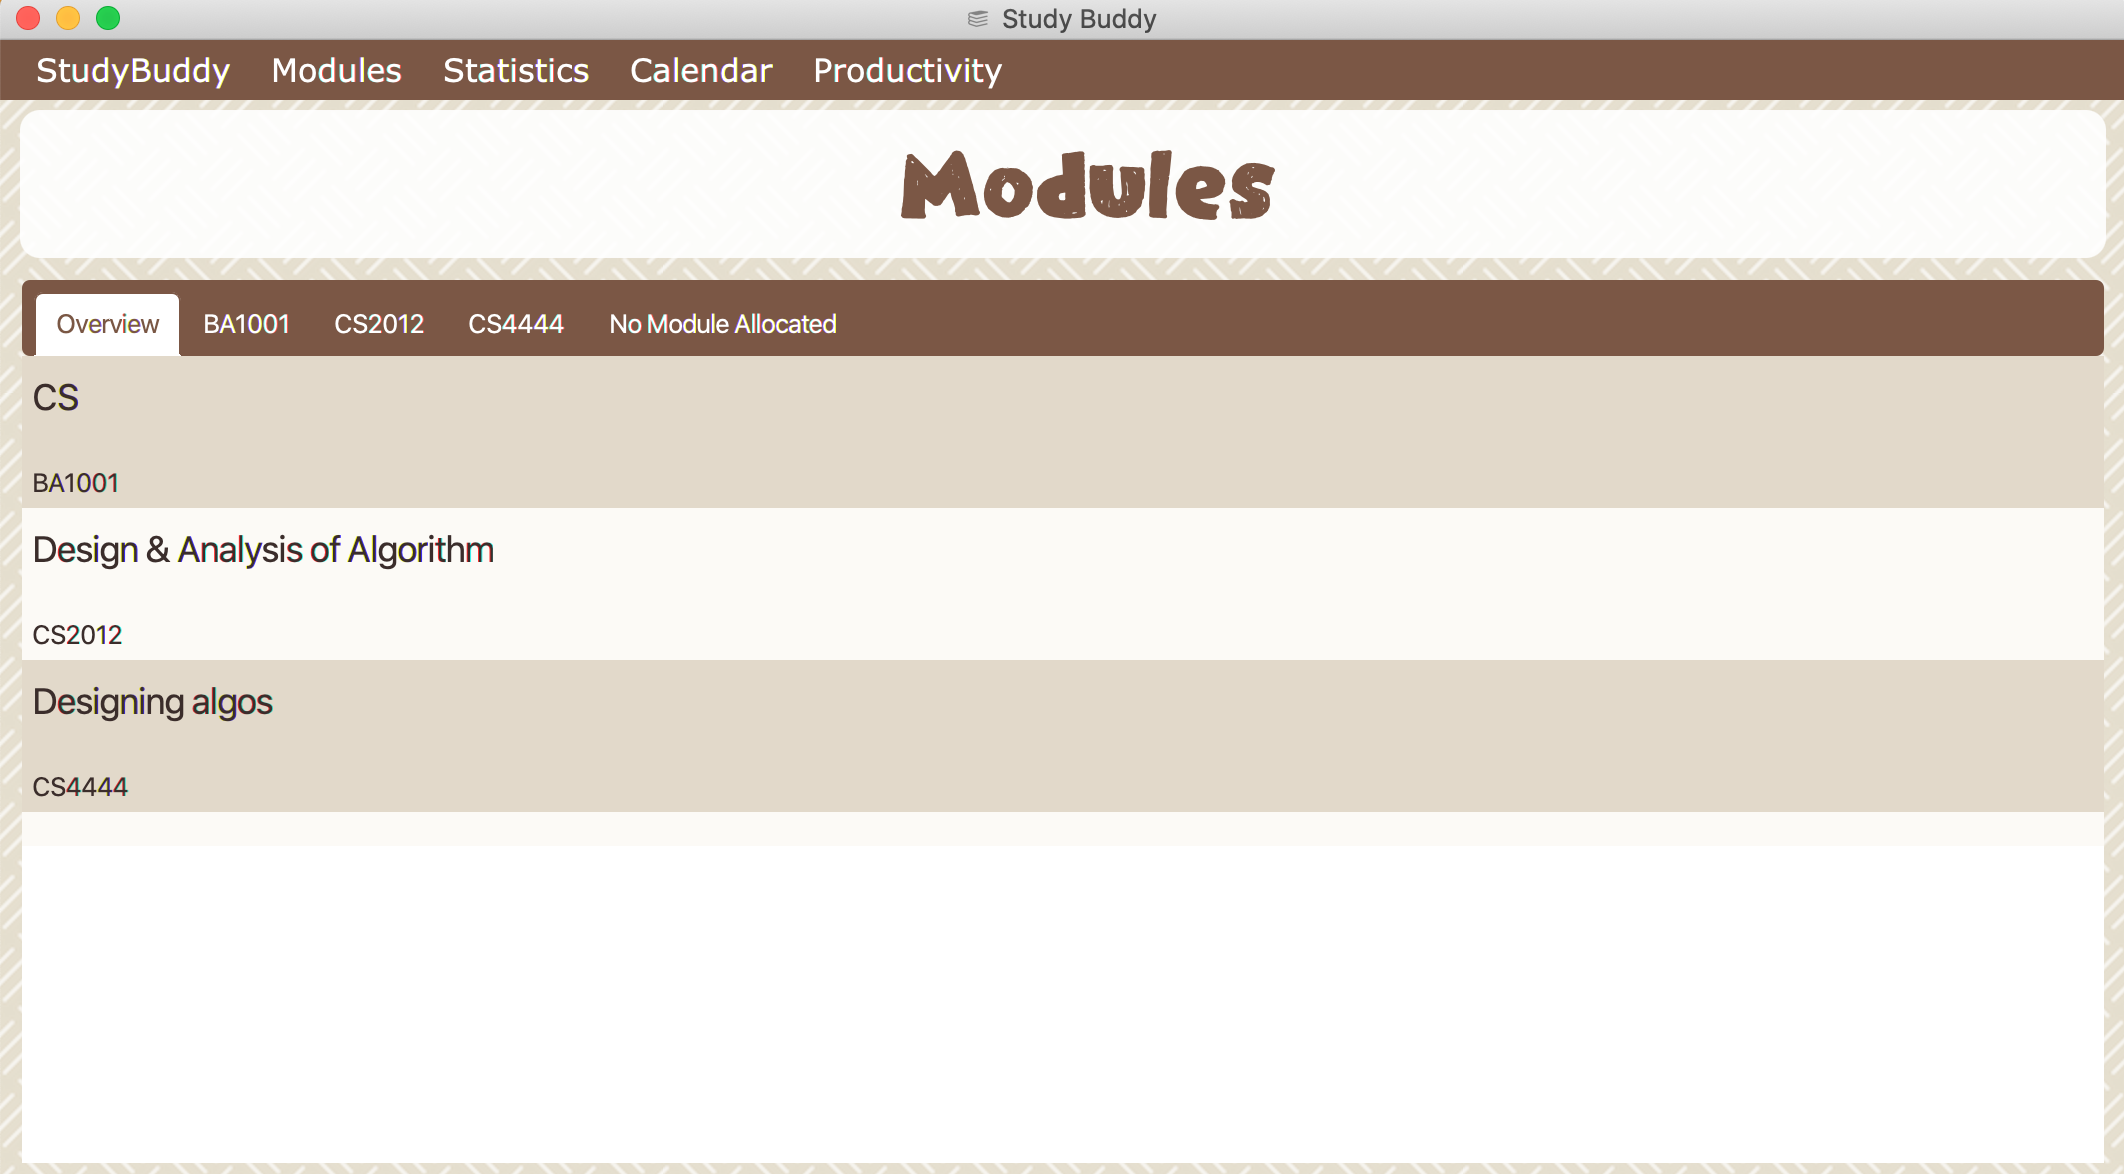 Study Buddy
StudyBuddy Modules Statistics Calendar Productivity
Modules
Overview BA1001 CS2012 CS4444 No Module Allocated
CS
BA1001
Design & Analysis of Algorithm
CS2012
Designing algos
CS4444